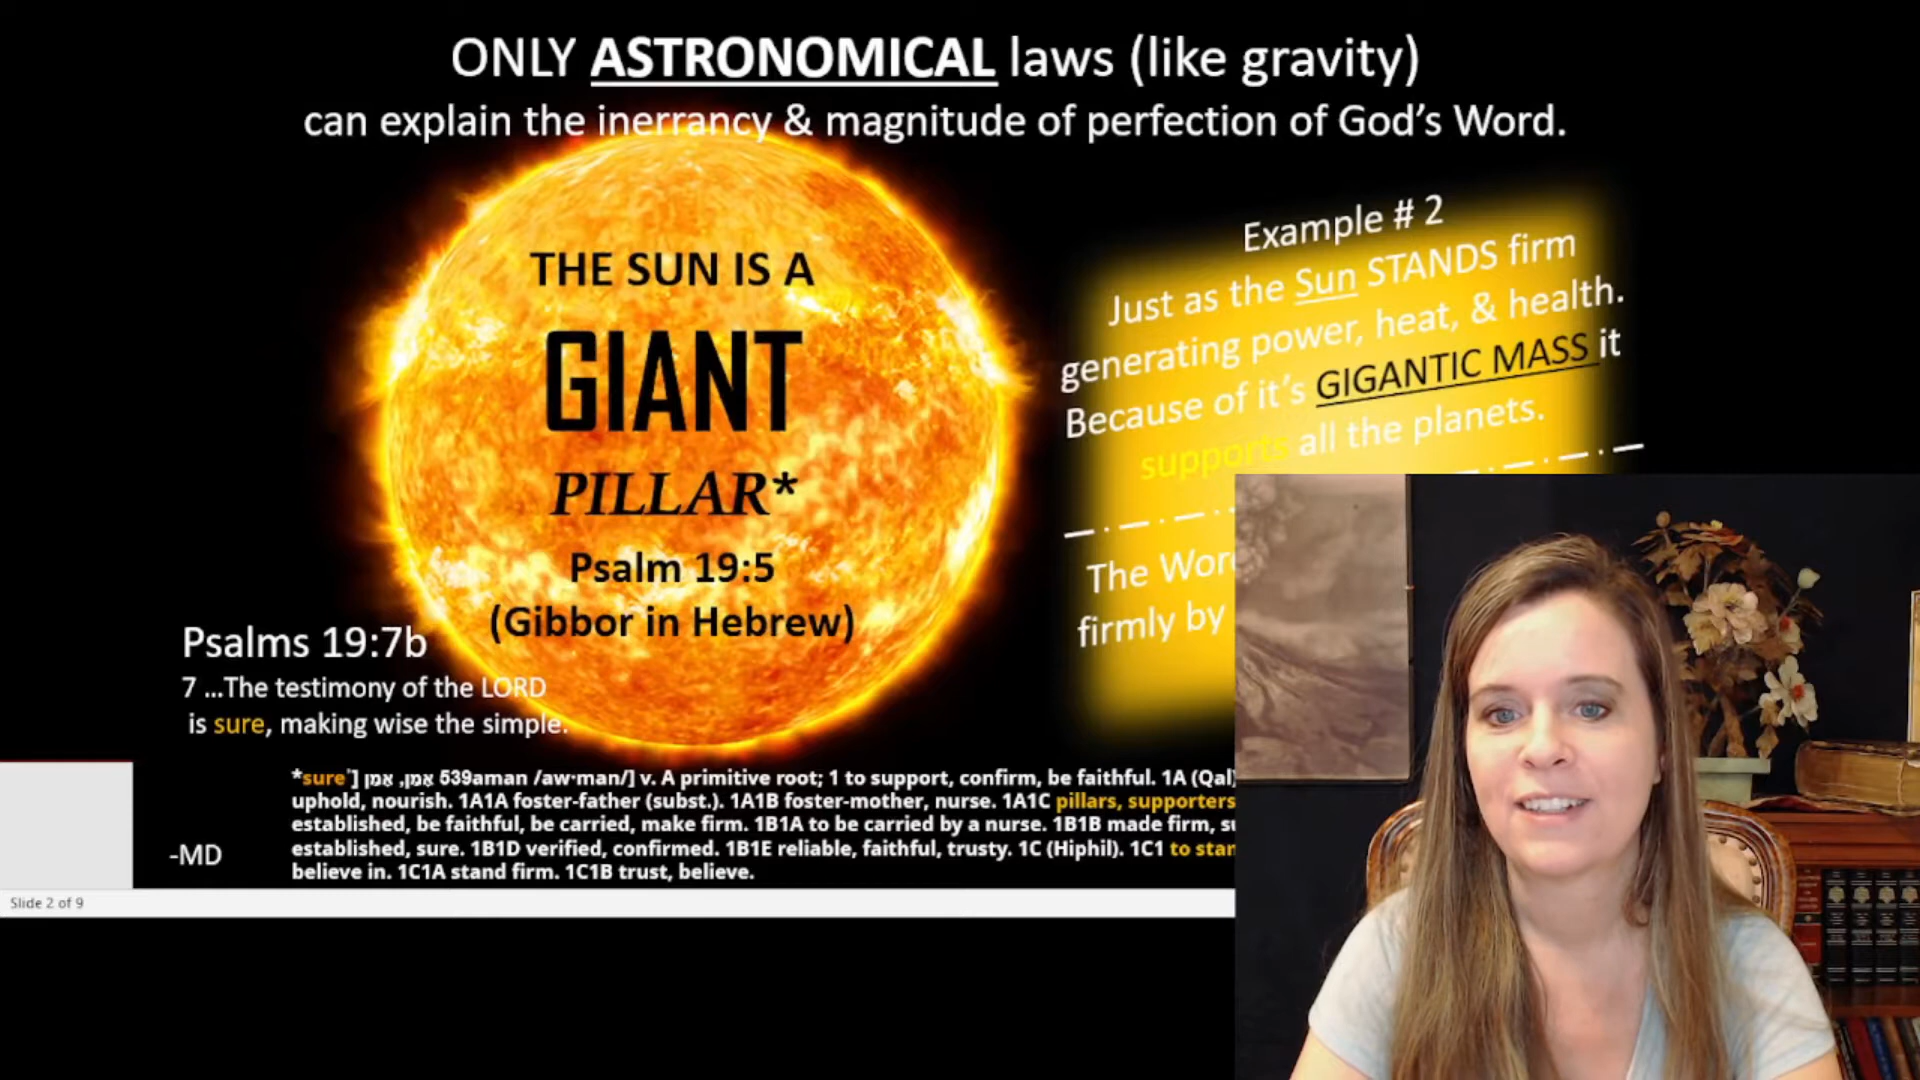 ONLY ASTRONOMICAL laws (like gravity)
can explain the inerrancy & magnitude of perfection of God's Word.
THE SUN IS A
GIANT
PILLAR*
Psalm 19:5
(Gibbor in Hebrew)
Example # 2
Just as the Sun STANDS firm
generating power, heat, & health.
Because of it's GIGANTIC MASS it
supports all the planets.
The Word
firmly by
Psalms 19:7b
7 ...The testimony of the LORD
is sure, making wise the simple.
*sure ] אמן, אמן 539aman /aw·man/] v. A primitive root; 1 to support, confirm, be faithful. 1A (Qal)
uphold, nourish. 1A1A foster-father (subst.). 1A1B foster-mother, nurse. 1A1C pillars, supporters
established, be faithful, be carried, make firm. 1B1A to be carried by a nurse. 1B1B made firm,
established, sure. 1B1D verified, confirmed. 1B1E reliable, faithful, trusty. 1C (Hiphil). 1C1 to
believe in. 1C1A stand firm. 1C1B trust, believe.
-MD
Slide 2 of 9